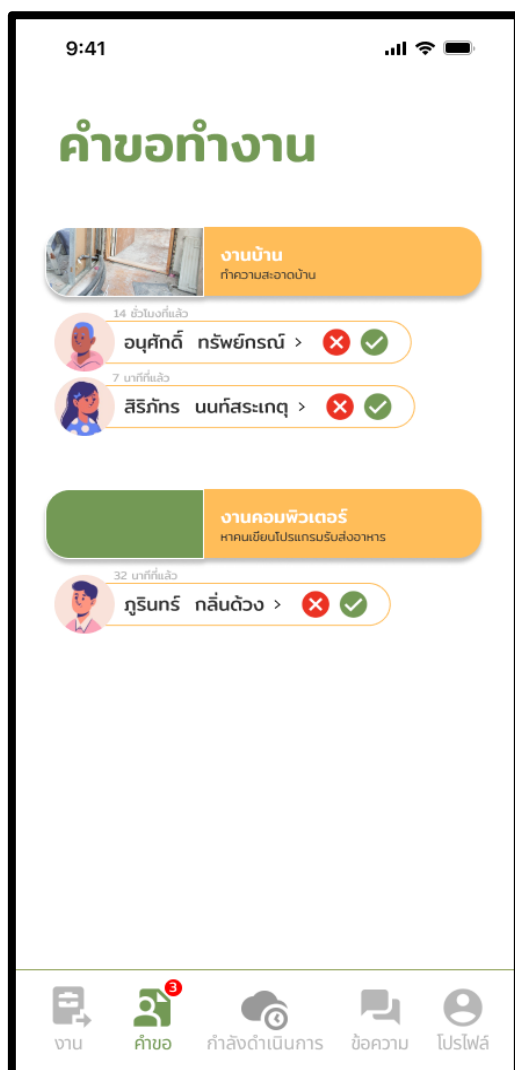 9:41
คำขอทำงาน
งานบ้าน
ทำความสะอาดบ้าน
14 ชั่วโมงที่แล้ว
อนุศักดิ์ ทรัพย์กรณ์ >
7 นาทีที่แล้ว
สิริภัทร นนท์สระเกตุ >
งานคอมพิวเตอร์
หาคนเขียนโปรแกรมรับส่งอาหาร
32 นาทีที่แล้ว
ภูรินทร์ กลิ่นด้วง >
3
งาน คำขอ กำลังดำเนินการ ข้อความ โปรไฟล์